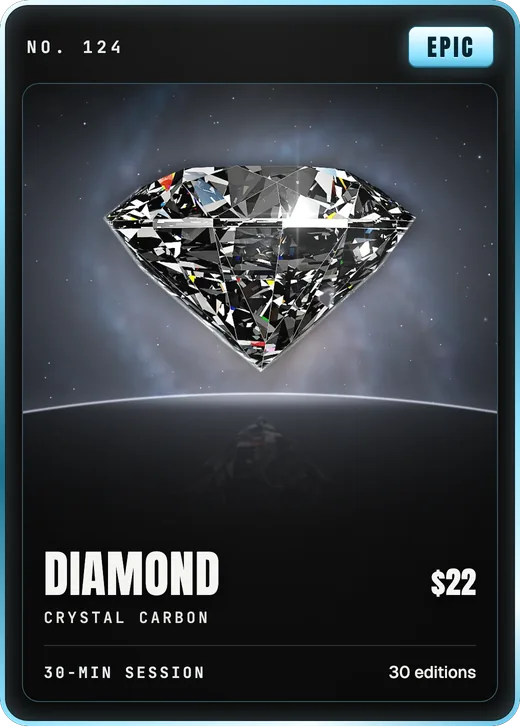 NO. 124
EPIC
DIAMOND
$22
CRYSTAL CARBON
30-MIN SESSION
30 editions